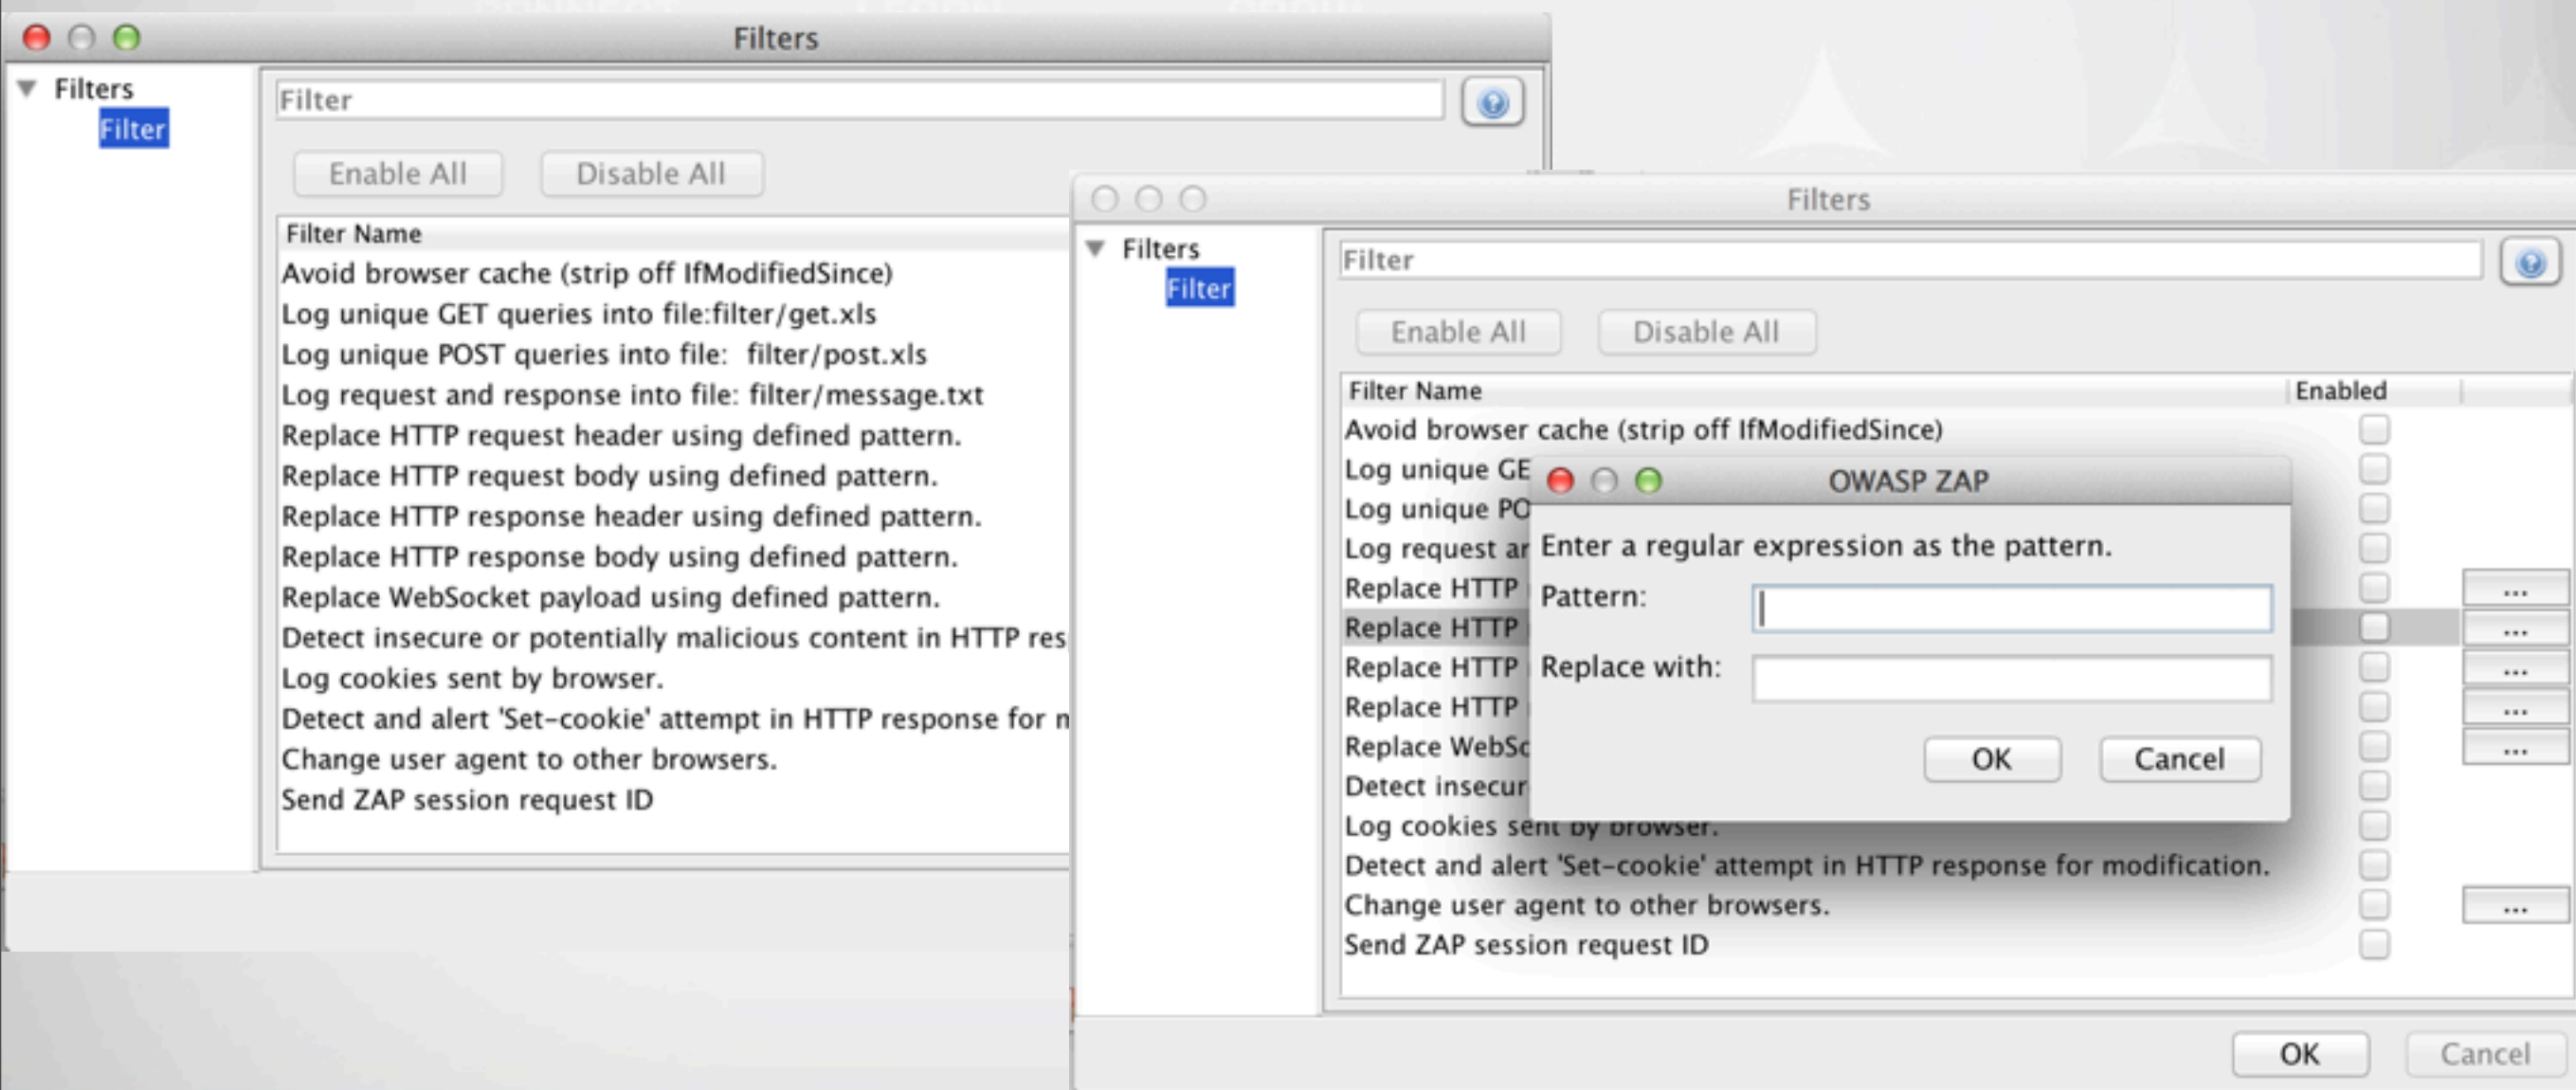 Filters
Filters
Filter
Filter
Enable All
Disable All
Filter Name
Avoid browser cache (strip off IfModifiedSince)
Log unique GET queries into file:filter/get.xls
Log unique POST queries into file: filter/post.xls
Log request and response into file: filter/message.txt
Replace HTTP request header using defined pattern.
Replace HTTP request body using defined pattern.
Replace HTTP response header using defined pattern.
Replace HTTP response body using defined pattern.
Replace WebSocket payload using defined pattern.
Detect insecure or potentially malicious content in HTTP res
Log cookies sent by browser.
Detect and alert 'Set-cookie' attempt in HTTP response for
Change user agent to other browsers.
Send ZAP session request ID
Filters
Filters
Filter
Filter
Enable All
Disable All
Filter Name Enabled
Avoid browser cache (strip off IfModifiedSince)
Log unique GE
Log unique PO
Log request ar
Replace HTTP ...
Replace HTTP ...
Replace HTTP ...
Replace HTTP ...
Replace WebSo ...
Detect insecur
Log cookies sent by browser.
Detect and alert 'Set-cookie' attempt in HTTP response for modification.
Change user agent to other browsers. ...
Send ZAP session request ID
OK
Cancel
OWASP ZAP
Enter a regular expression as the pattern.
Pattern:
Replace with:
OK
Cancel